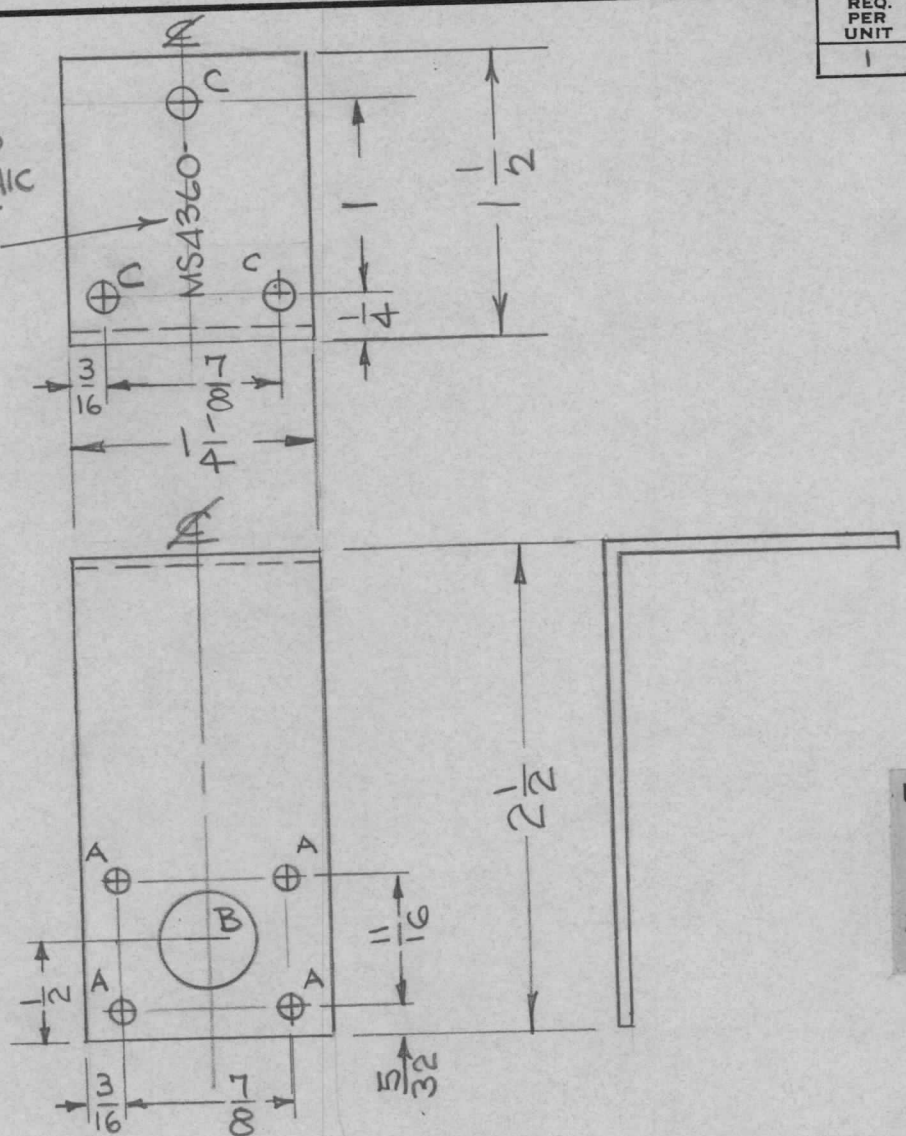 REQ.
PER
UNIT
1
℄
C
MS4360-
C
C
1
1 1/2
1/4
3/16
7/8
1 1/4
℄
2 1/2
A
A
B
11/16
1/2
A
A
5/32
3/16
7/8